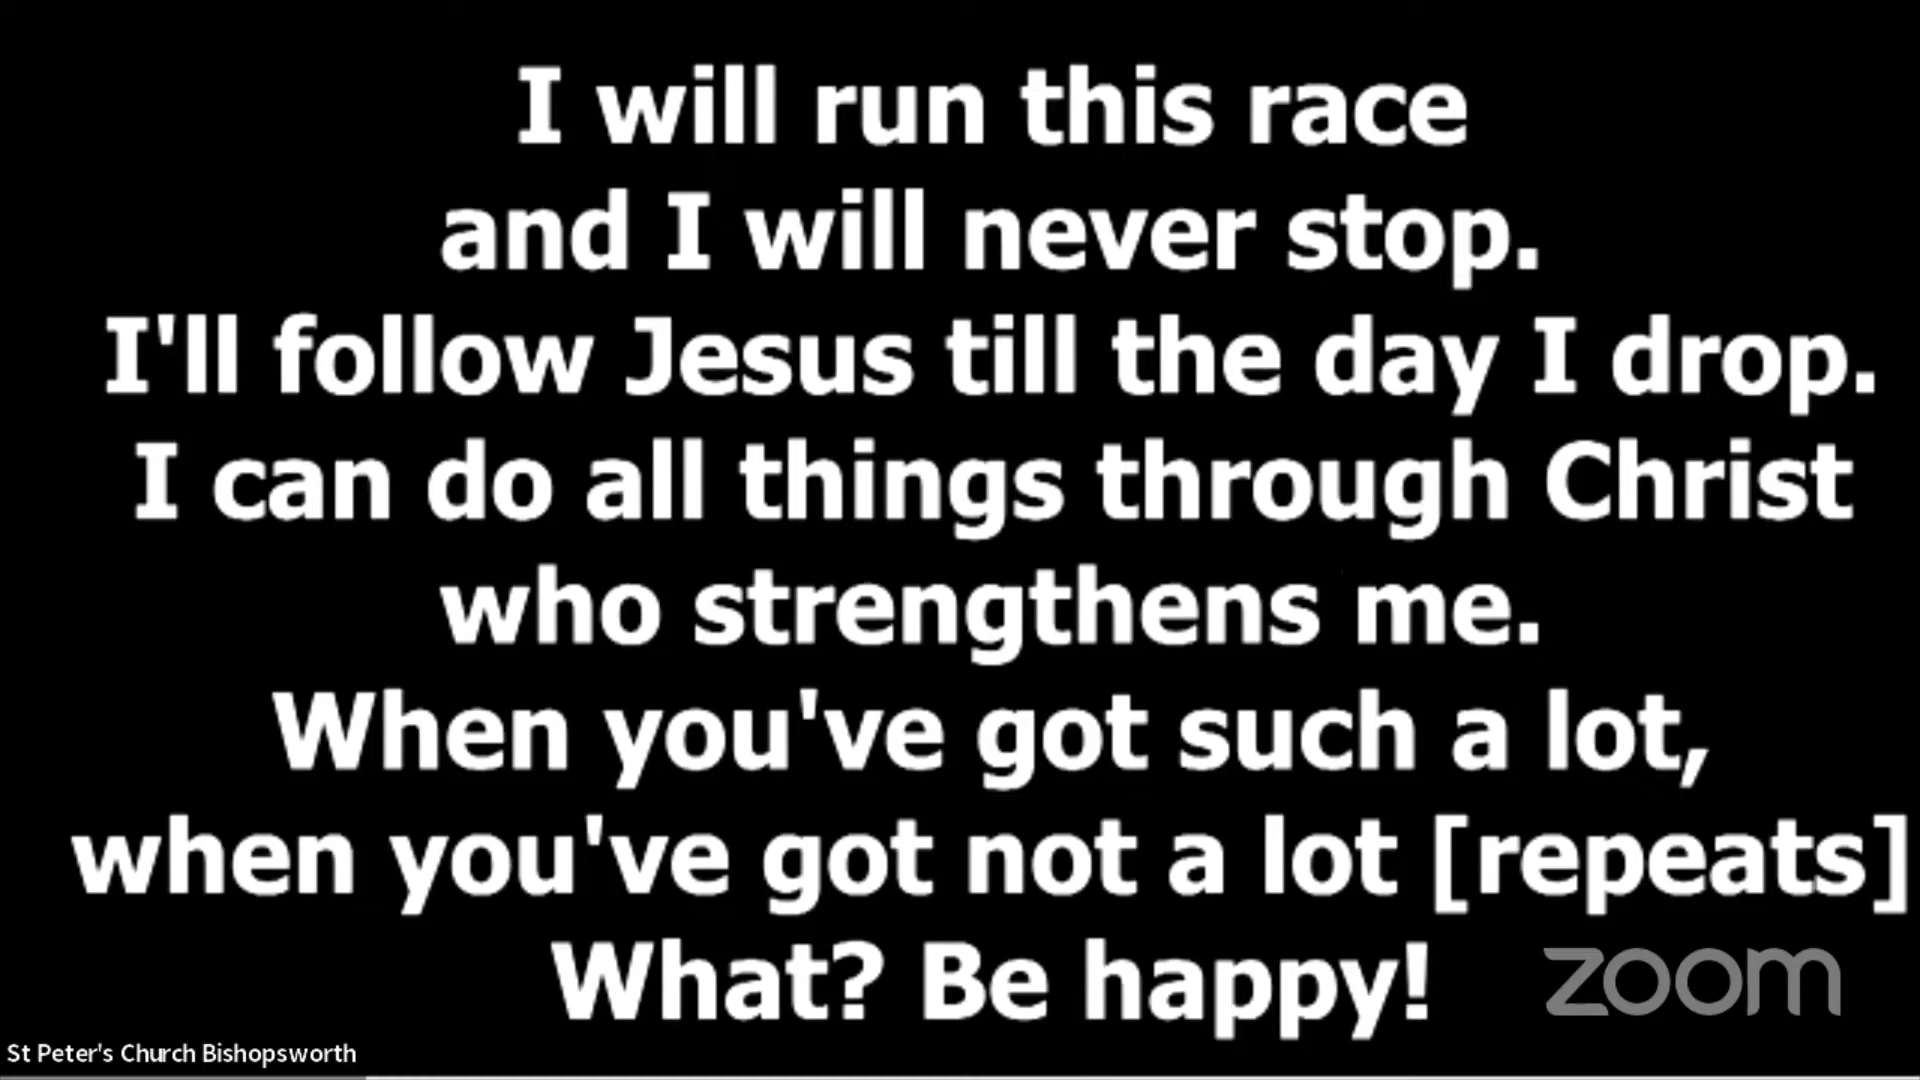 I will run this race
and I will never stop.
I'll follow Jesus till the day I drop.
I can do all things through Christ
who strengthens me.
When you've got such a lot,
when you've got not a lot [repeats]
What? Be happy!
zoom
St Peter's Church Bishopsworth